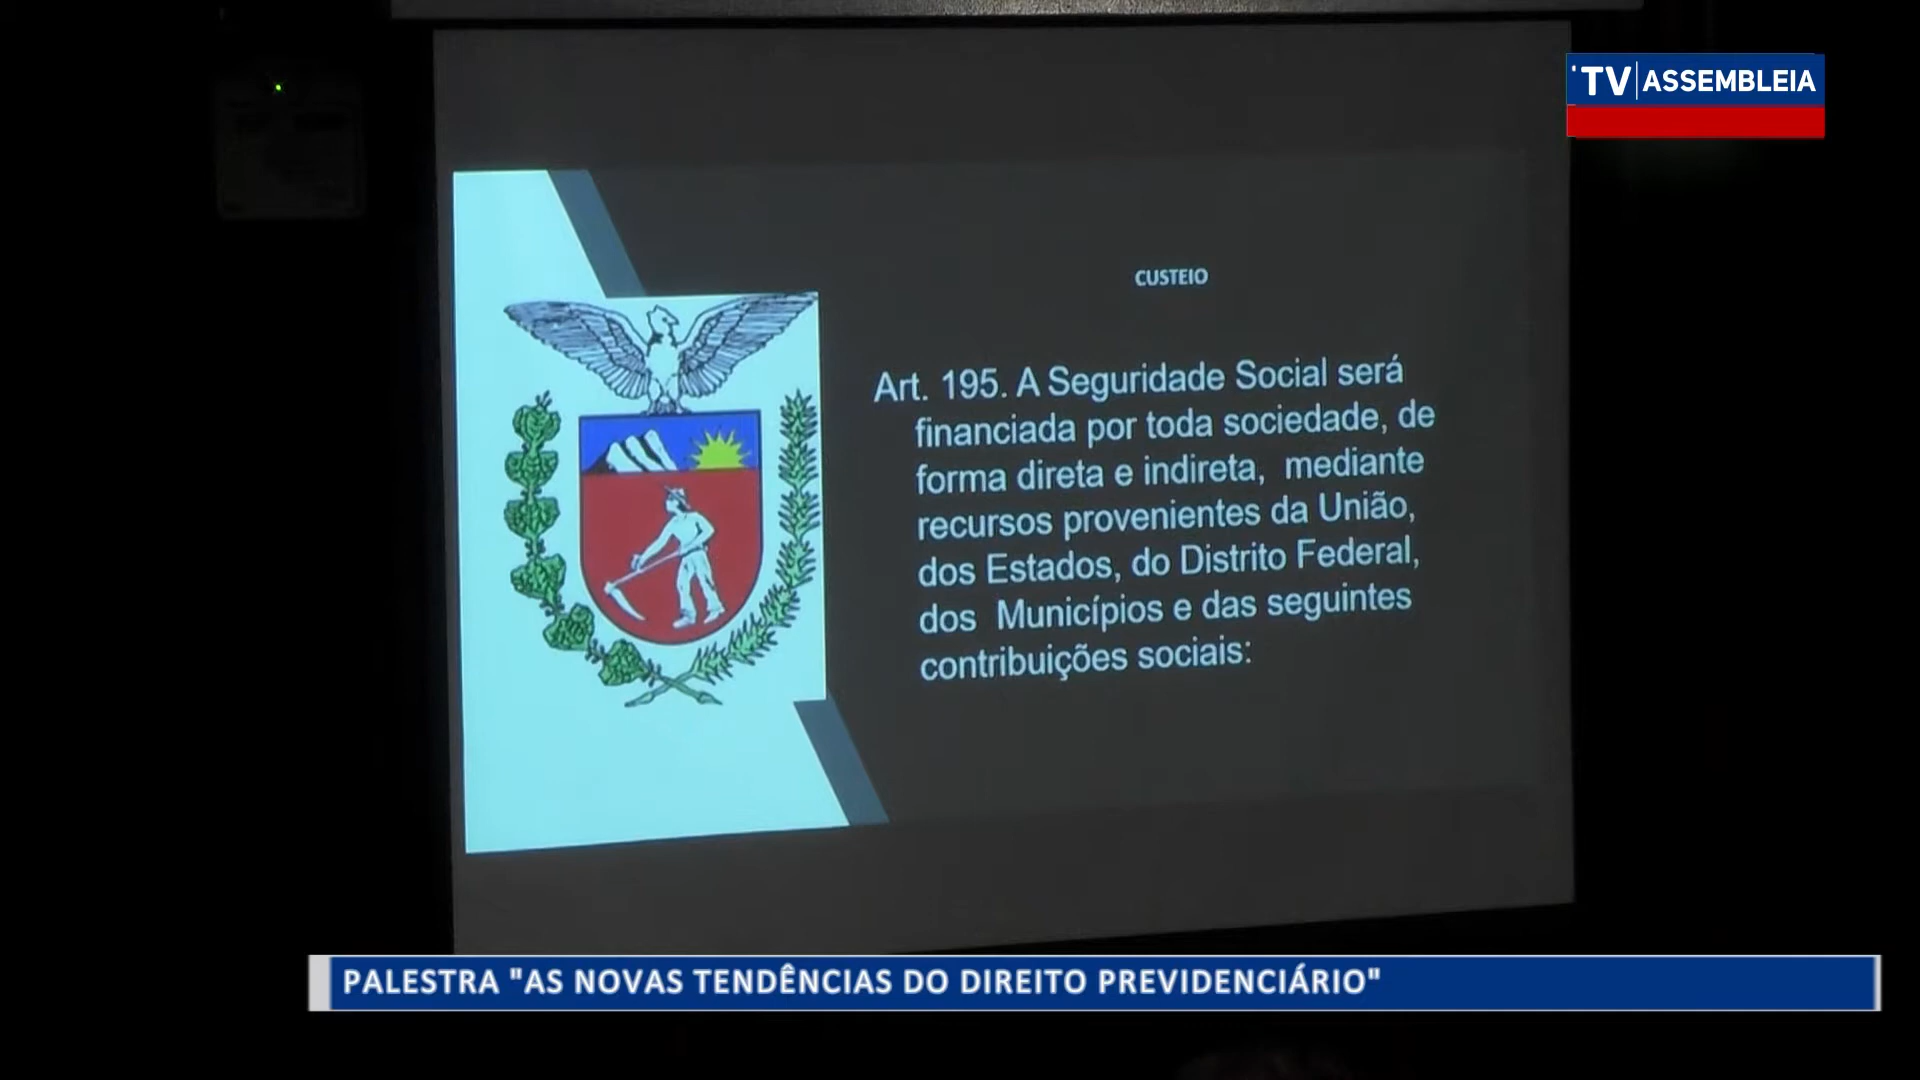 TV ASSEMBLEIA
CUSTEIO
Art. 195. A Seguridade Social será
financiada por toda sociedade, de
forma direta e indireta, mediante
recursos provenientes da União,
dos Estados, do Distrito Federal,
dos Municípios e das seguintes
contribuições sociais:
PALESTRA "AS NOVAS TENDÊNCIAS DO DIREITO PREVIDENCIÁRIO"